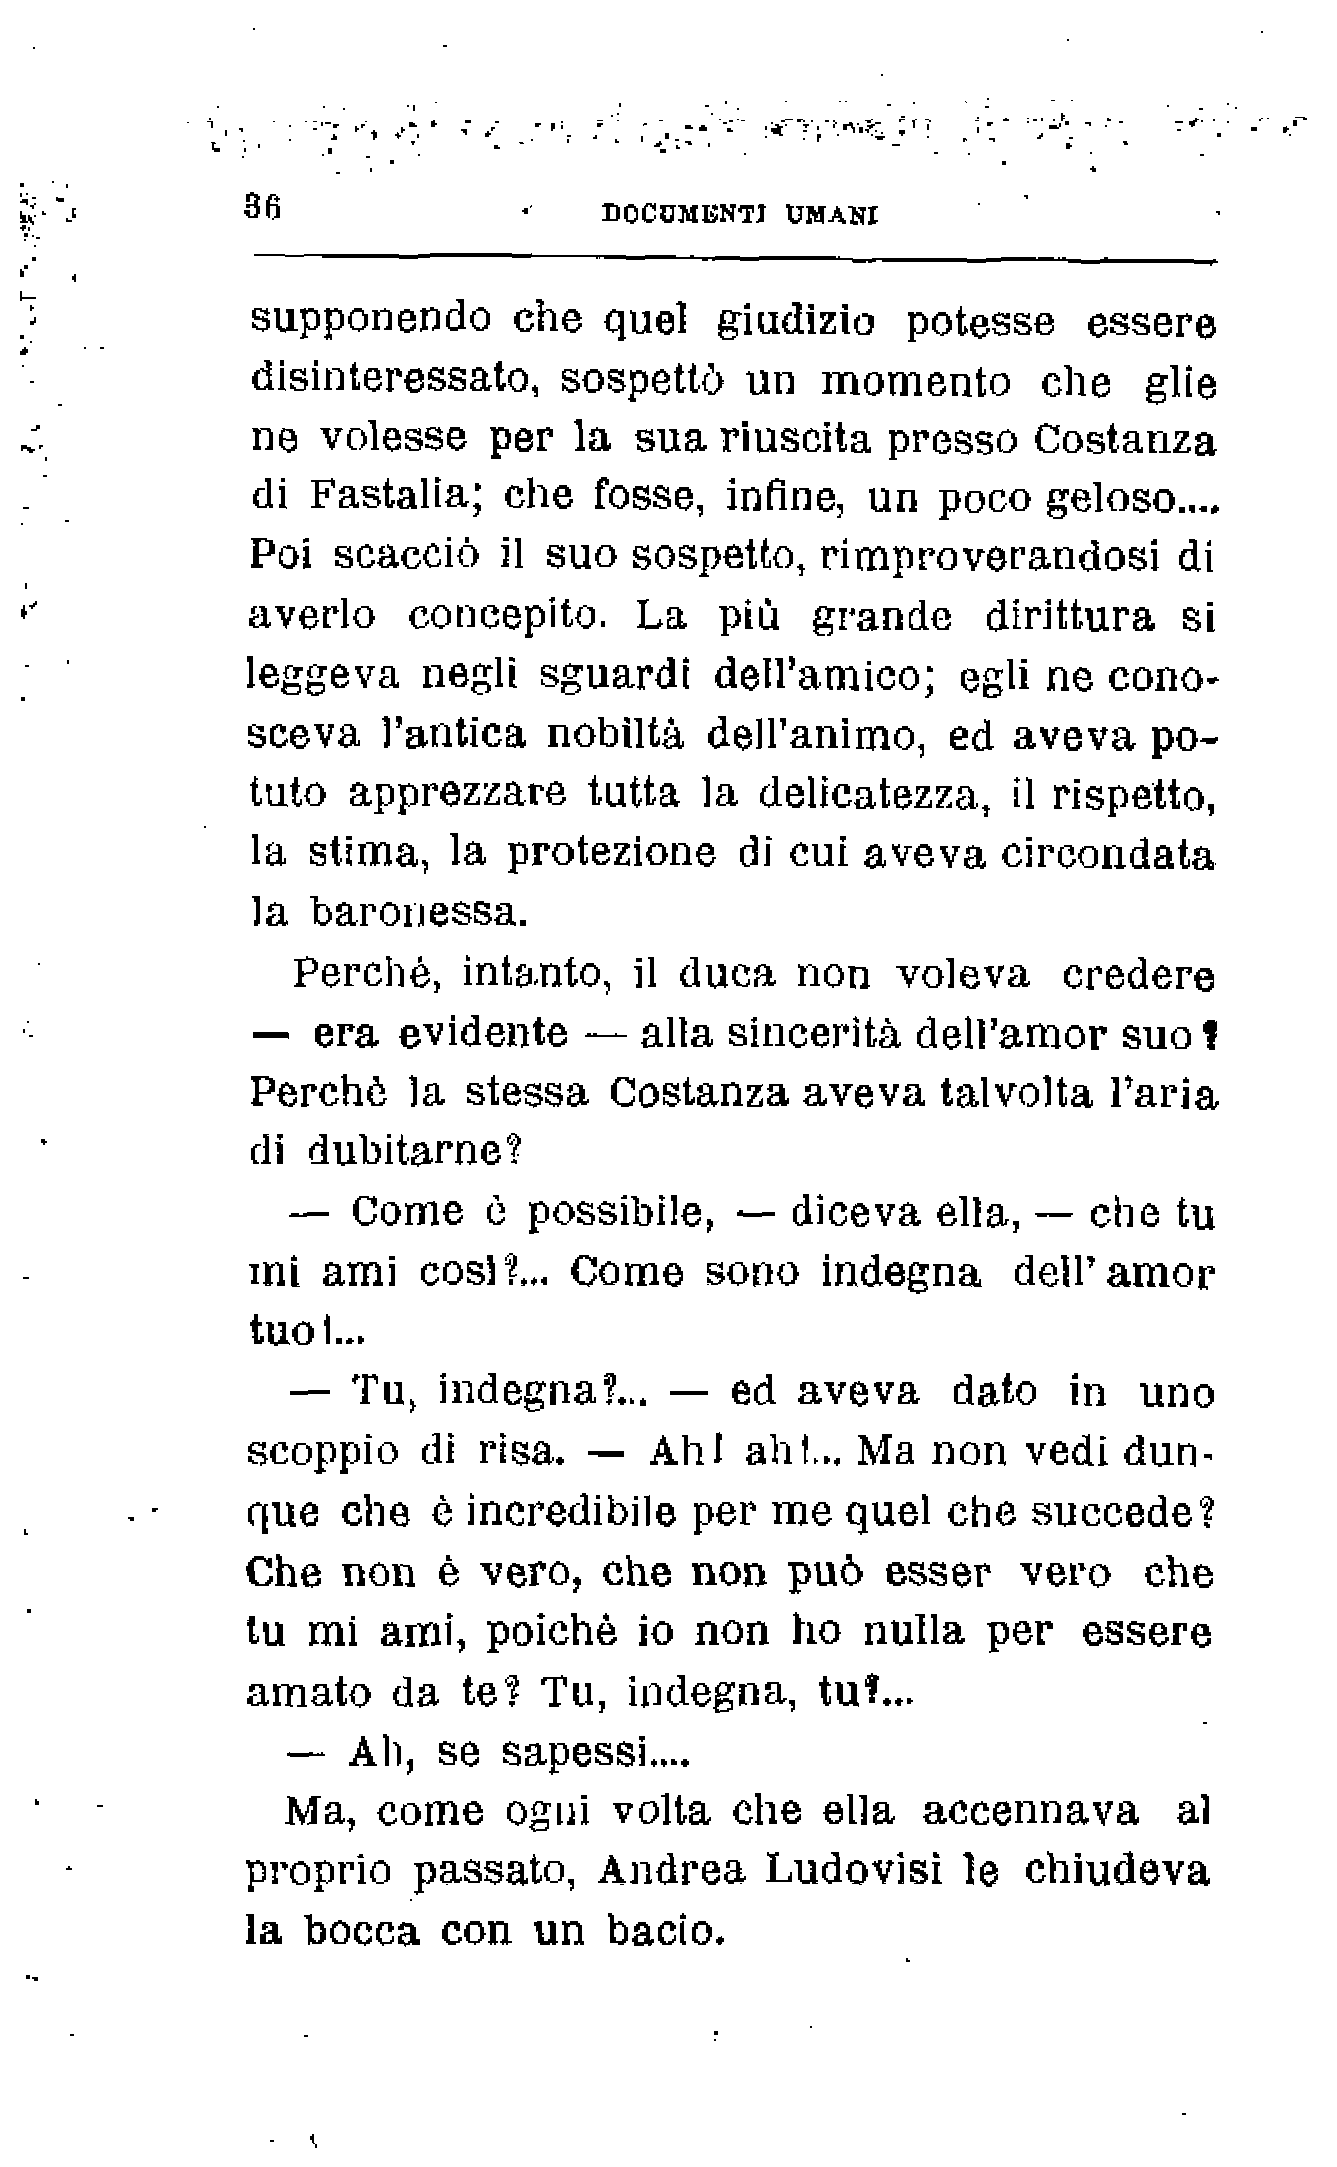 36 DOCUMENTI UMANI
supponendo che quel giudizio potesse essere
disinteressato, sospettò un momento che glie
ne volesse per la sua riuscita presso Costanza
di Fastalia; che fosse, infine, un poco geloso....
Poi scacciò il suo sospetto, rimproverandosi di
averlo concepito. La più grande dirittura si
leggeva negli sguardi dell'amico; egli ne cono-
sceva l'antica nobiltà dell'animo, ed aveva po-
tuto apprezzare tutta la delicatezza, il rispetto,
la stima, la protezione di cui aveva circondata
la baronessa.
Perchè, intanto, il duca non voleva credere
— era evidente — alla sincerità dell'amor suo?
Perchè la stessa Costanza aveva talvolta l'aria
di dubitarne?
— Come è possibile, — diceva ella, — che tu
mi ami così?... Come sono indegna dell' amor
tuo!...
— Tu, indegna?... — ed aveva dato in uno
scoppio di risa. — Ah! ah!... Ma non vedi dun-
que che è incredibile per me quel che succede?
Che non è vero, che non può esser vero che
tu mi ami, poichè io non ho nulla per essere
amato da te? Tu, indegna, tu?...
— Ah, se sapessi....
Ma, come ogni volta che ella accennava al
proprio passato, Andrea Ludovisi le chiudeva
la bocca con un bacio.